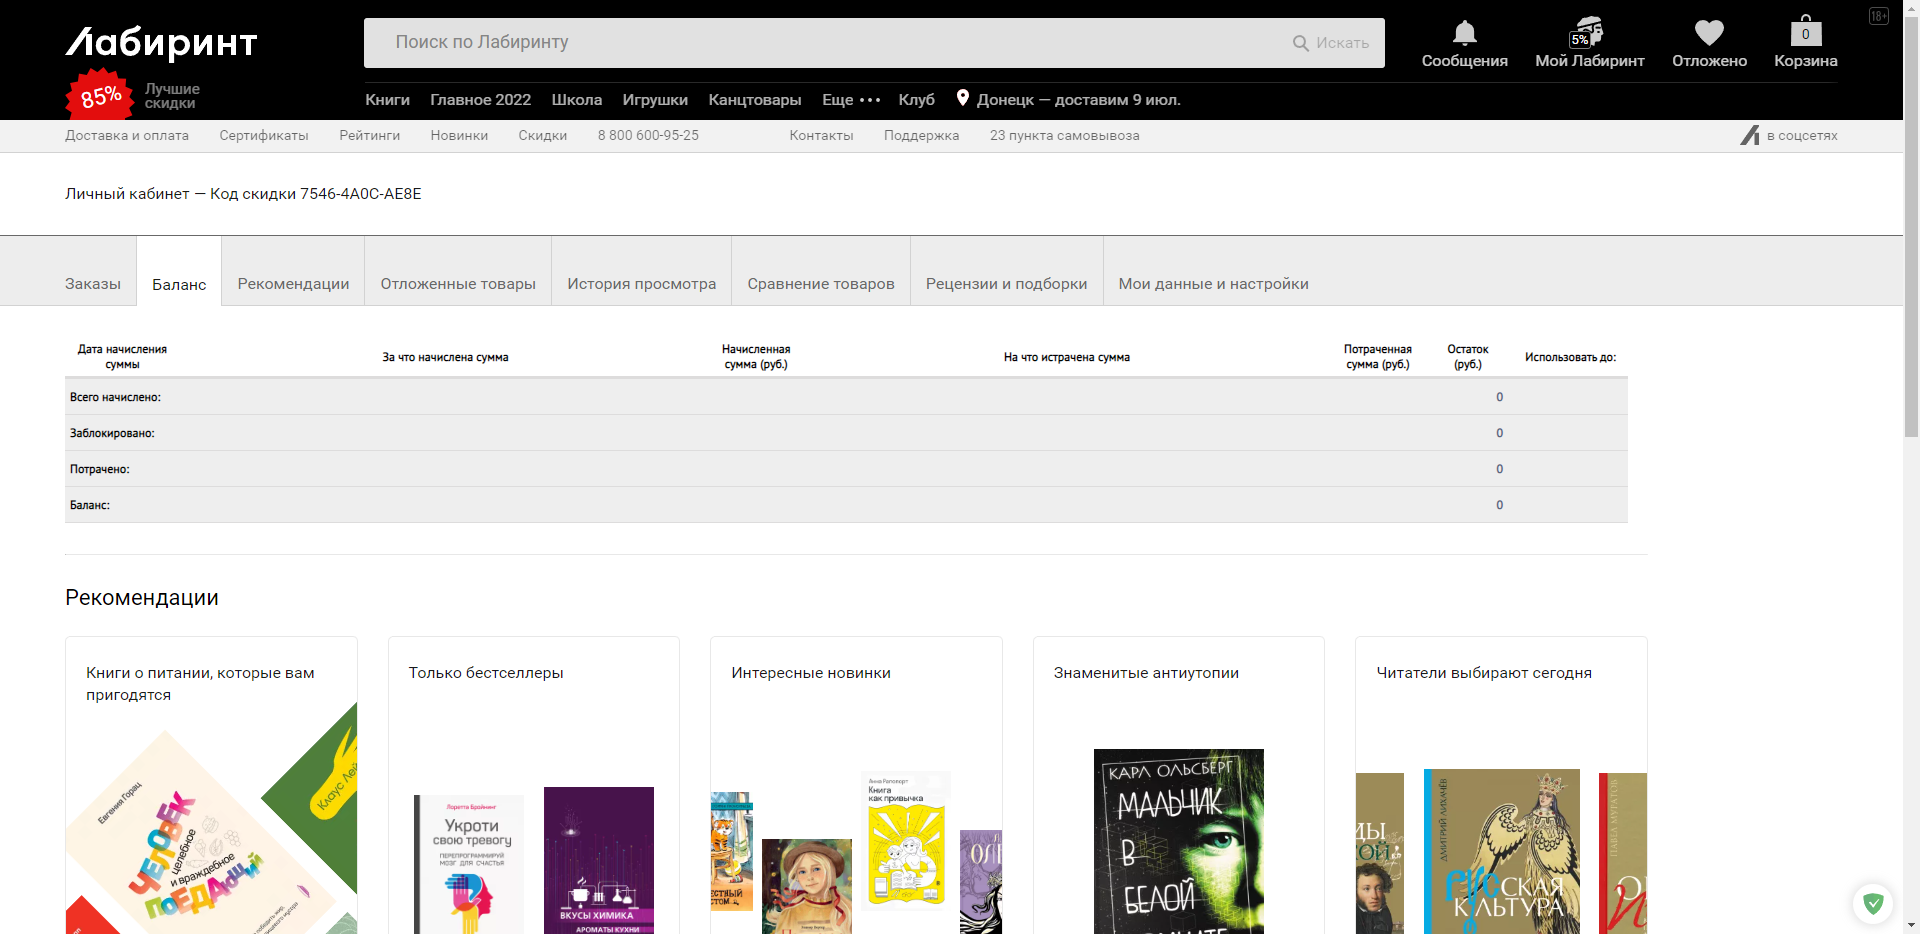 Лабиринт
Поиск по Лабиринту
Искать
Сообщения
5%
Мой Лабиринт
Отложено
0
Корзина
18+
85%
Лучшие
скидки
Книги
Главное 2022
Школа
Игрушки
Канцтовары
Еще •••
Клуб
Донецк — доставим 9 июл.
Доставка и оплата
Сертификаты
Рейтинги
Новинки
Скидки
8 800 600-95-25
Контакты
Поддержка
23 пункта самовывоза
в соцсетях
Личный кабинет — Код скидки 7546-4A0C-AE8E
Заказы
Баланс
Рекомендации
Отложенные товары
История просмотра
Сравнение товаров
Рецензии и подборки
Мои данные и настройки
Дата начисления
суммы
За что начислена сумма
Начисленная
сумма (руб.)
На что истрачена сумма
Потраченная
сумма (руб.)
Остаток
(руб.)
Использовать до:
Всего начислено:
0
Заблокировано:
0
Потрачено:
0
Баланс:
0
Рекомендации
Книги о питании, которые вам
пригодятся
Евгения Горац
ЧЕЛОВЕК
целебное
и враждебное
ПОЕДАЮЩИЙ
Клаус Лей
Только бестселлеры
Лоретта Бройнинг
Укроти
свою тревогу
ПЕРЕПРОГРАММИРУЙ
МОЗГ ДЛЯ СЧАСТЬЯ
ВКУСЫ ХИМИКА
АРОМАТЫ КУХНИ
Интересные новинки
Анна Рапопорт
Книга
как привычка
Знаменитые антиутопии
КАРЛ ОЛЬСБЕРГ
МАЛЬЧИК
В
БЕЛОЙ
КОМНАТЕ
Читатели выбирают сегодня
ДМИТРИЙ ЛИХАЧЁВ
РУССКАЯ
КУЛЬТУРА
ПАВЕЛ МУРАТОВ